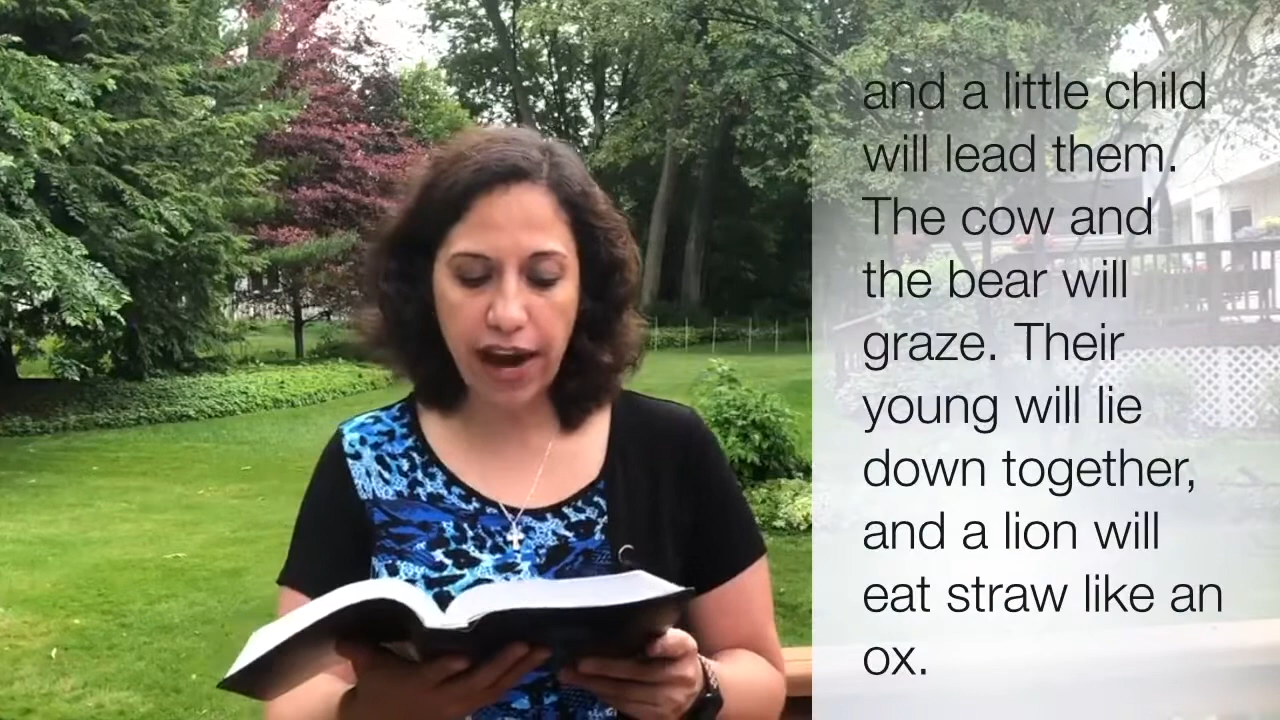 and a little child
will lead them.
The cow and
the bear will
graze. Their
young will lie
down together,
and a lion will
eat straw like an
ox.